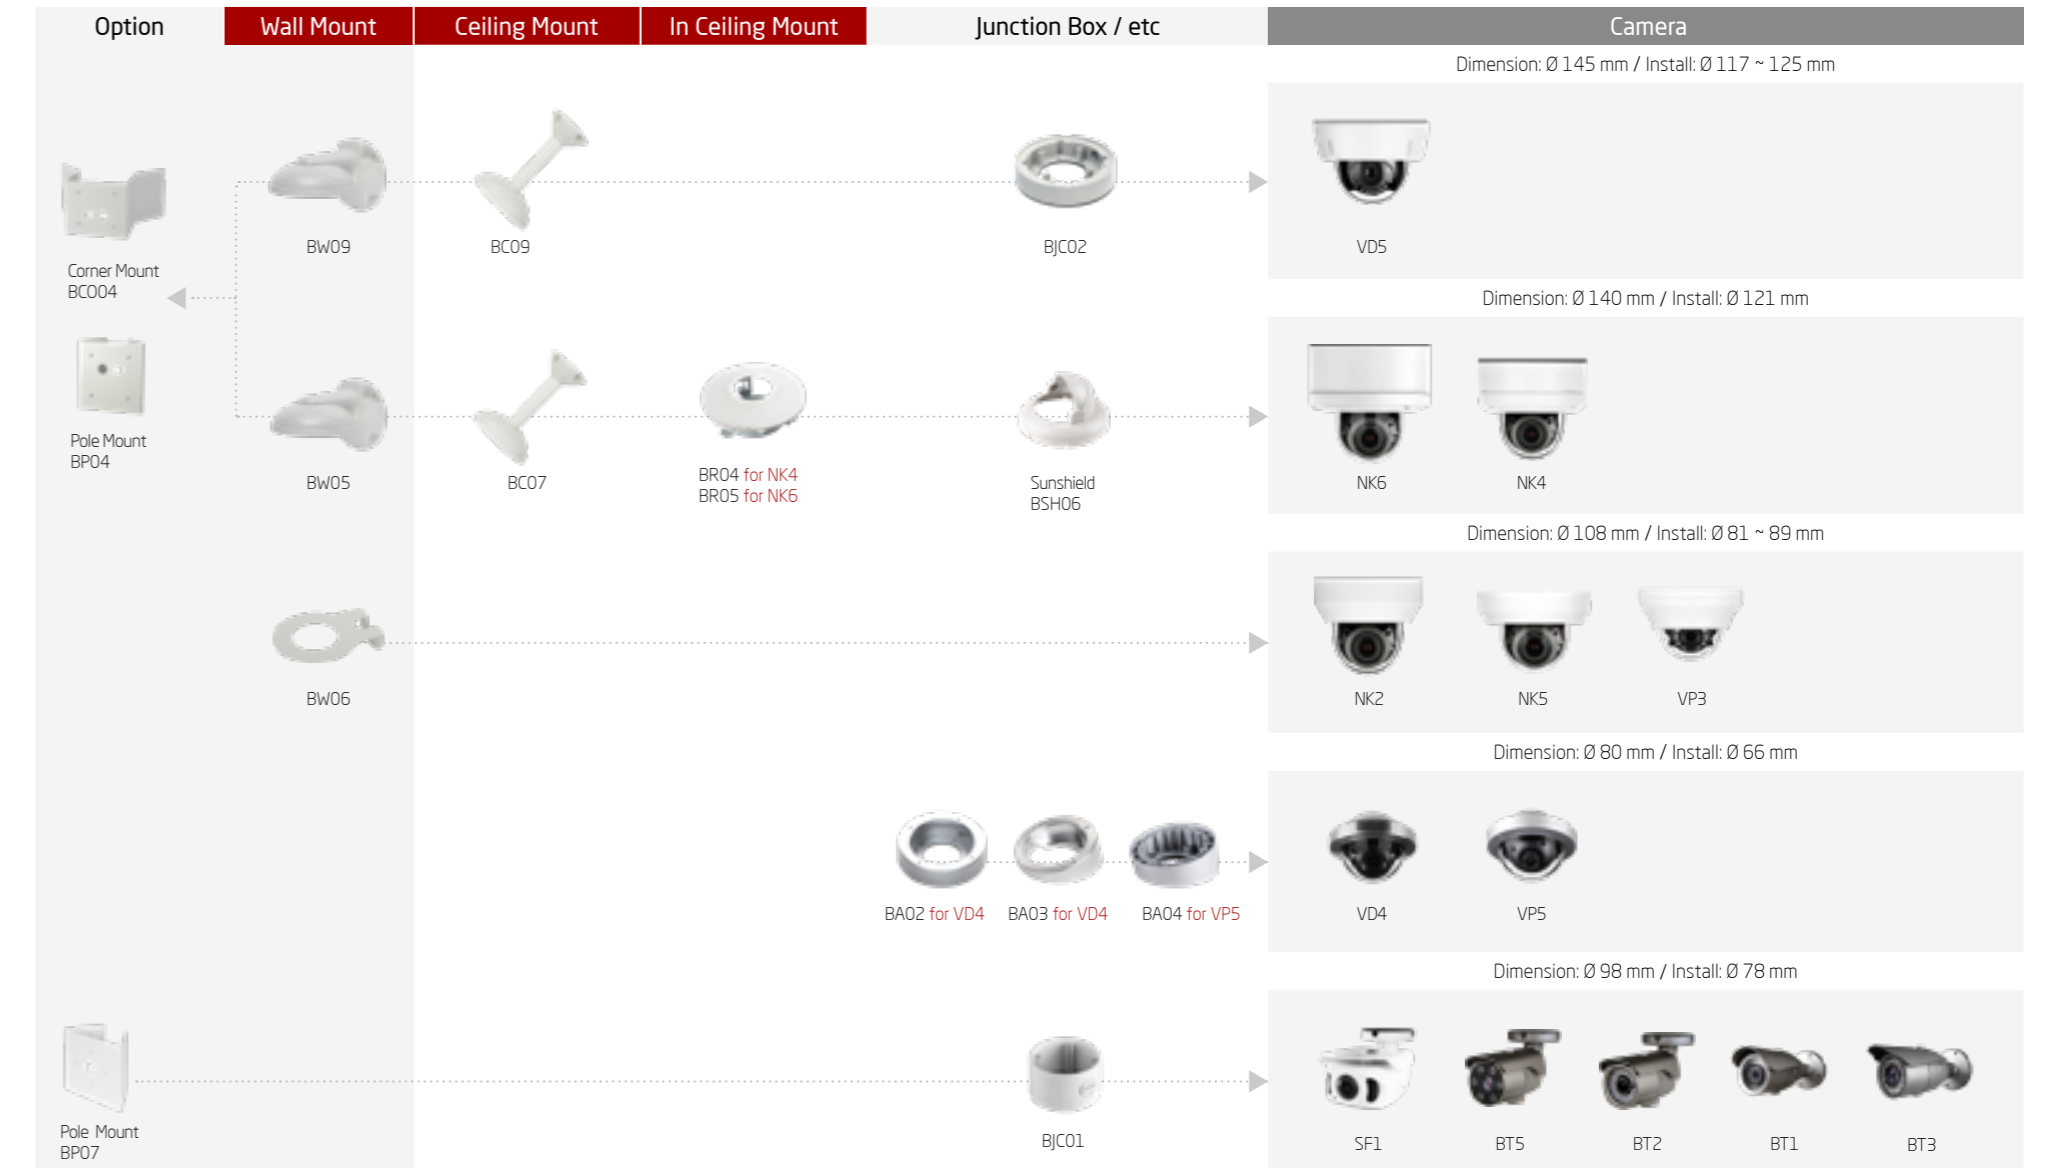 Option
Wall Mount
Ceiling Mount
In Ceiling Mount
Junction Box / etc
Camera
Dimension: Ø 145 mm / Install: Ø 117 ~ 125 mm
BW09
BC09
BJC02
VD5
Corner Mount
BC004
Dimension: Ø 140 mm / Install: Ø 121 mm
Pole Mount
BP04
BW05
BC07
BR04 for NK4
BR05 for NK6
Sunshield
BSH06
NK6
NK4
Dimension: Ø 108 mm / Install: Ø 81 ~ 89 mm
BW06
NK2
NK5
VP3
Dimension: Ø 80 mm / Install: Ø 66 mm
BA02 for VD4
BA03 for VD4
BA04 for VP5
VD4
VP5
Dimension: Ø 98 mm / Install: Ø 78 mm
Pole Mount
BP07
BJC01
SF1
BT5
BT2
BT1
BT3